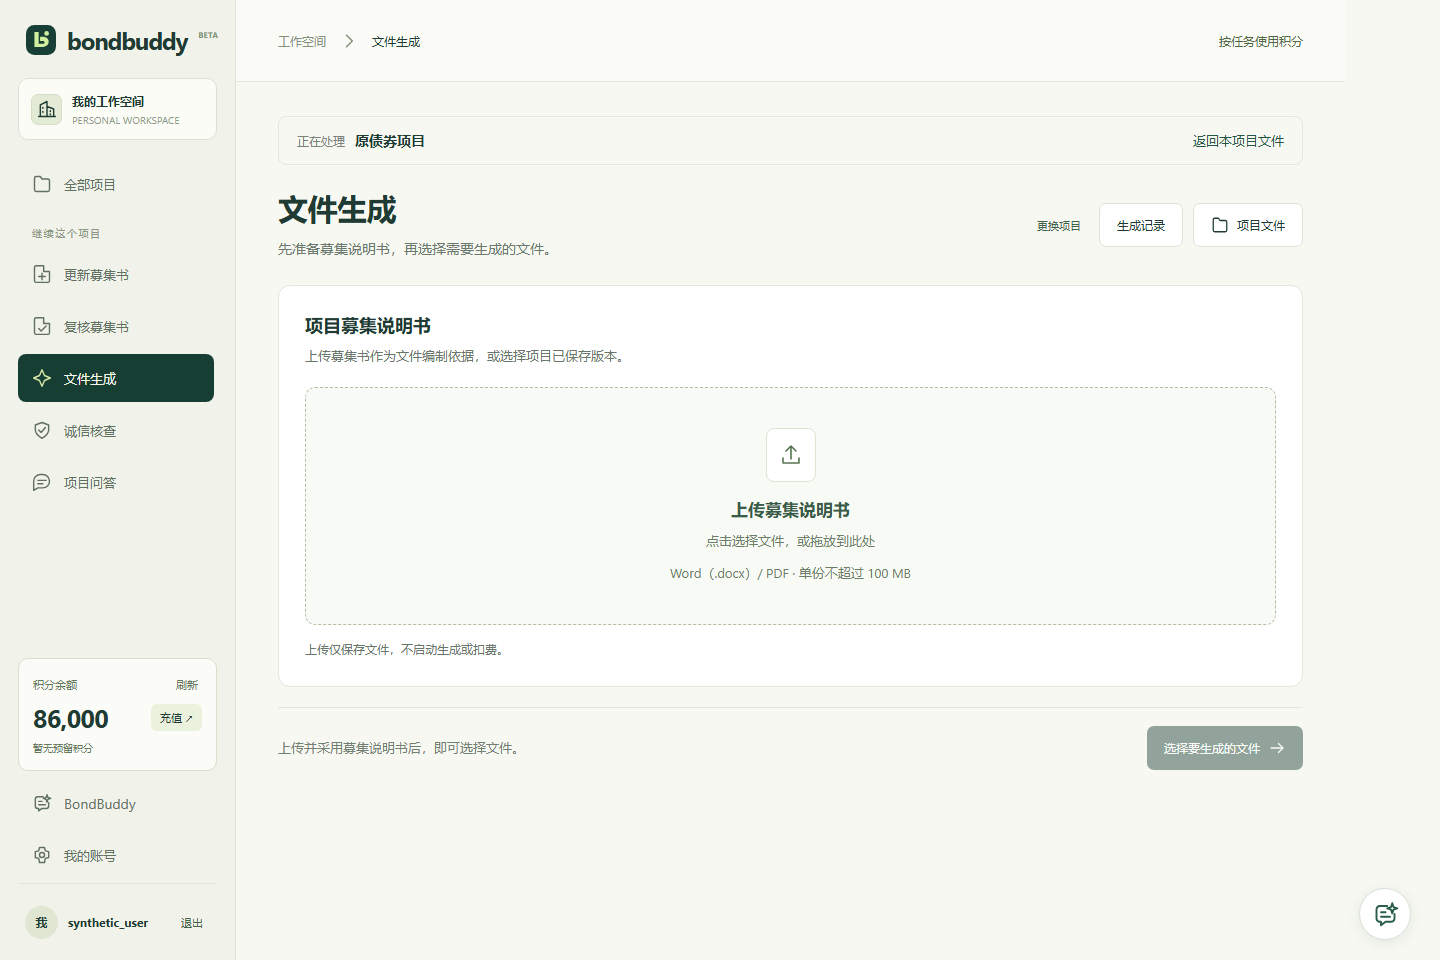 bondbuddy BETA
我的工作空间
PERSONAL WORKSPACE
全部项目
继续这个项目
更新募集书
复核募集书
文件生成
诚信核查
项目问答
积分余额 刷新
86,000 充值 ↗
暂无预留积分
BondBuddy
我的账号
我 synthetic_user 退出
工作空间 文件生成 按任务使用积分
正在处理 原债券项目 返回本项目文件
文件生成
先准备募集说明书，再选择需要生成的文件。
更换项目 生成记录 项目文件
项目募集说明书
上传募集书作为文件编制依据，或选择项目已保存版本。
上传募集说明书
点击选择文件，或拖放到此处
Word（.docx）/ PDF · 单份不超过 100 MB
上传仅保存文件，不启动生成或扣费。
上传并采用募集说明书后，即可选择文件。 选择要生成的文件